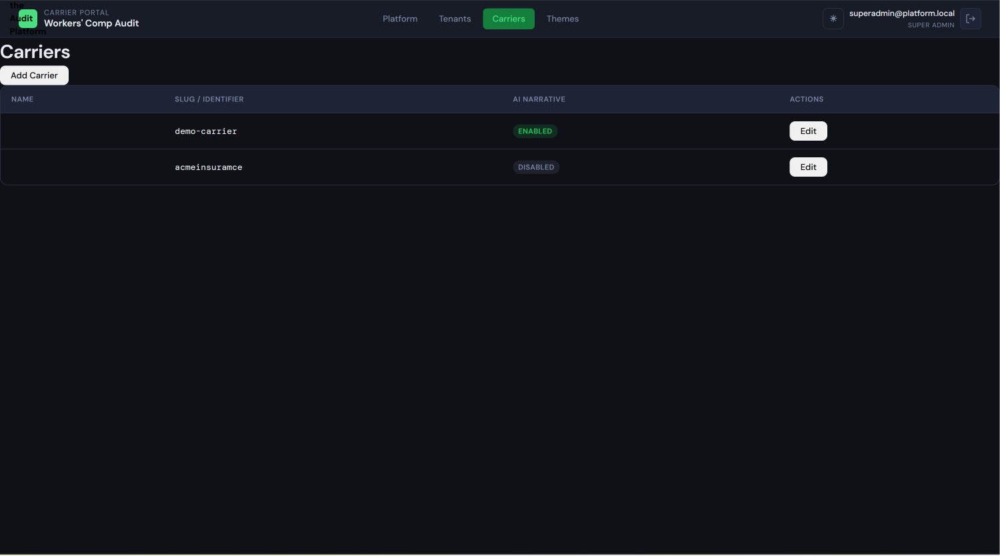 the
Audit
Platform
CARRIER PORTAL
Workers' Comp Audit
Platform
Tenants
Carriers
Themes
superadmin@platform.local
SUPER ADMIN
Carriers
Add Carrier
NAME
SLUG / IDENTIFIER
AI NARRATIVE
ACTIONS
demo-carrier
ENABLED
Edit
acmeinsuramce
DISABLED
Edit